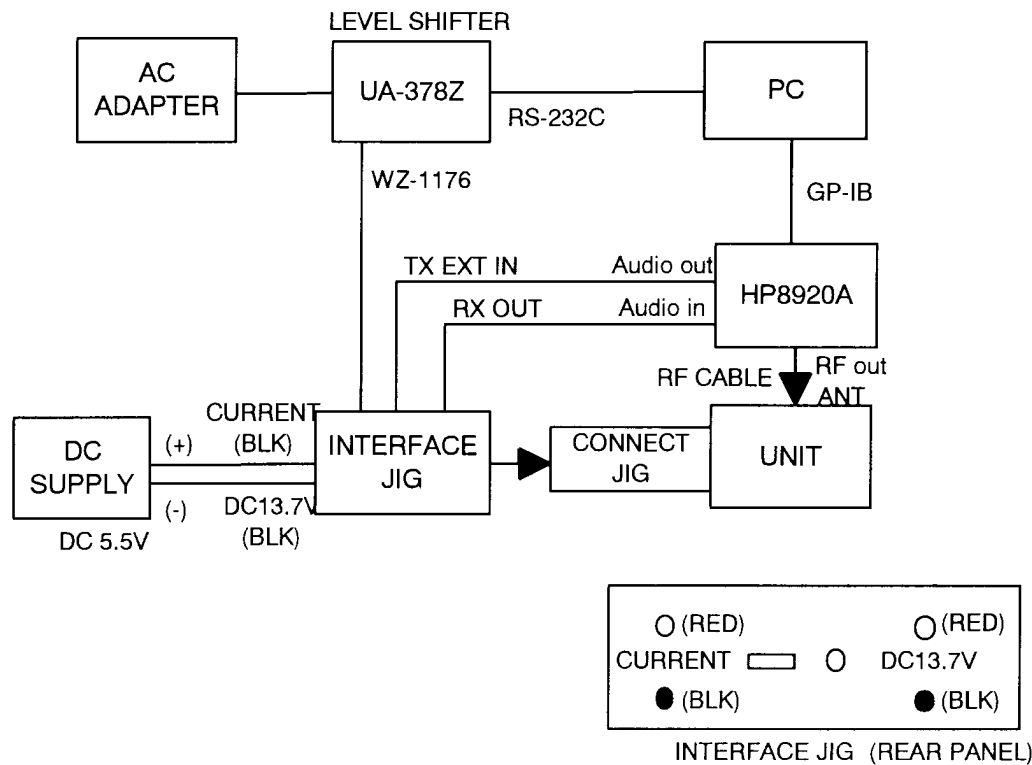 LEVEL SHIFTER
AC
ADAPTER
UA-378Z
PC
RS-232C
WZ-1176
GP-IB
TX EXT IN
Audio out
HP8920A
RX OUT
Audio in
RF CABLE
RF out
ANT
DC
SUPPLY
(+)
CURRENT
(BLK)
(-)
DC13.7V
(BLK)
DC 5.5V
INTERFACE
JIG
CONNECT
JIG
UNIT
(RED) (RED)
CURRENT DC13.7V
(BLK) (BLK)
INTERFACE JIG (REAR PANEL)